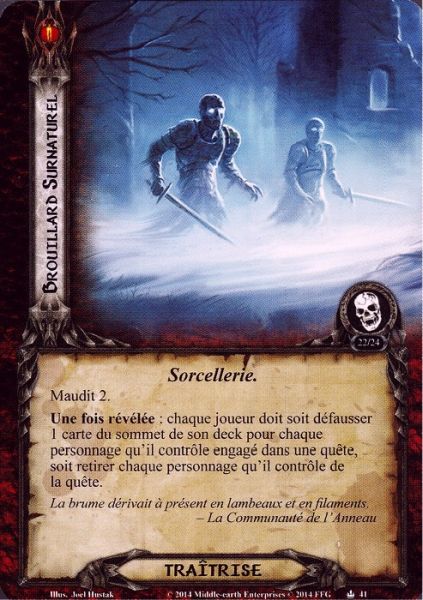 Brouillard Surnaturel
22/24
Sorcellerie.
Maudit 2.
Une fois révélée : chaque joueur doit soit défausser
1 carte du sommet de son deck pour chaque
personnage qu'il contrôle engagé dans une quête,
soit retirer chaque personnage qu'il contrôle de
la quête.
La brume dérivait à présent en lambeaux et en filaments.
– La Communauté de l'Anneau
TRAÎTRISE
Illus. Joel Hustak © 2014 Middle-earth Enterprises © 2014 FFG 41